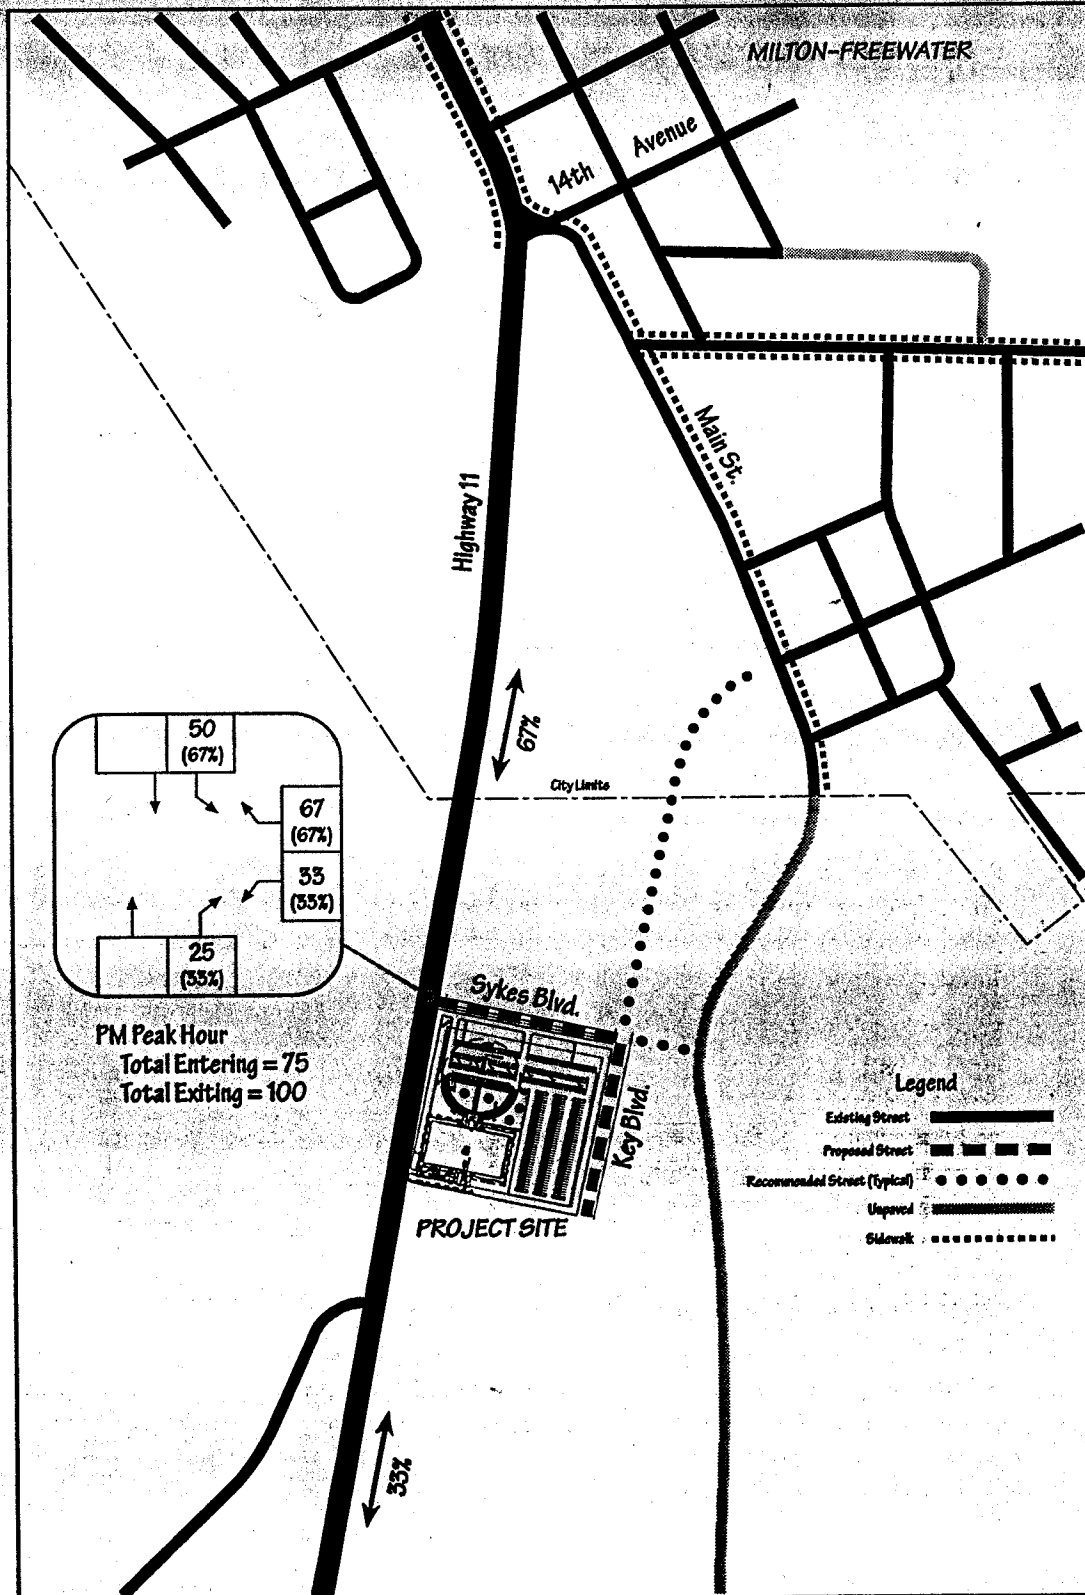 MILTON-FREEWATER
14th Avenue
Main St.
Highway 11
67%
City Limits
50
(67%)
67
(67%)
33
(33%)
25
(33%)
Sykes Blvd.
PM Peak Hour
Total Entering = 75
Total Exiting = 100
Key Blvd.
PROJECT SITE
Legend
Existing Street
Proposed Street
Recommended Street (Typical)
Unpaved
Sidewalk
33%